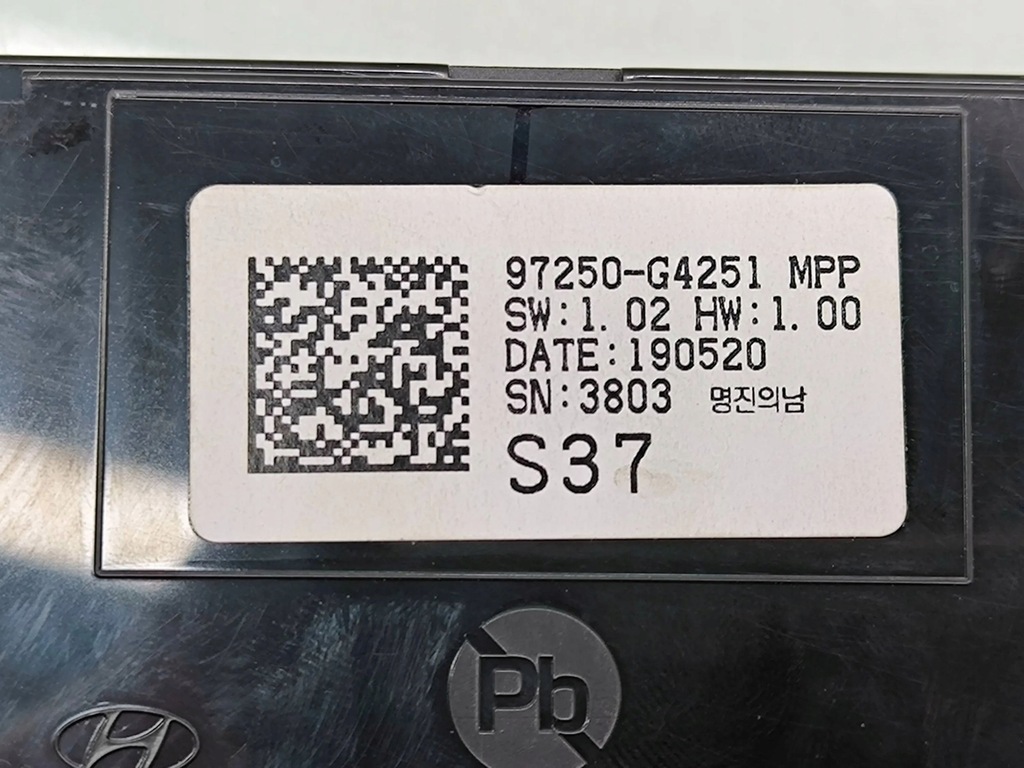 97250-G4251 MPP
SW:1.02 HW:1.00
DATE:190520
SN:3803 명진의남
S37
Pb